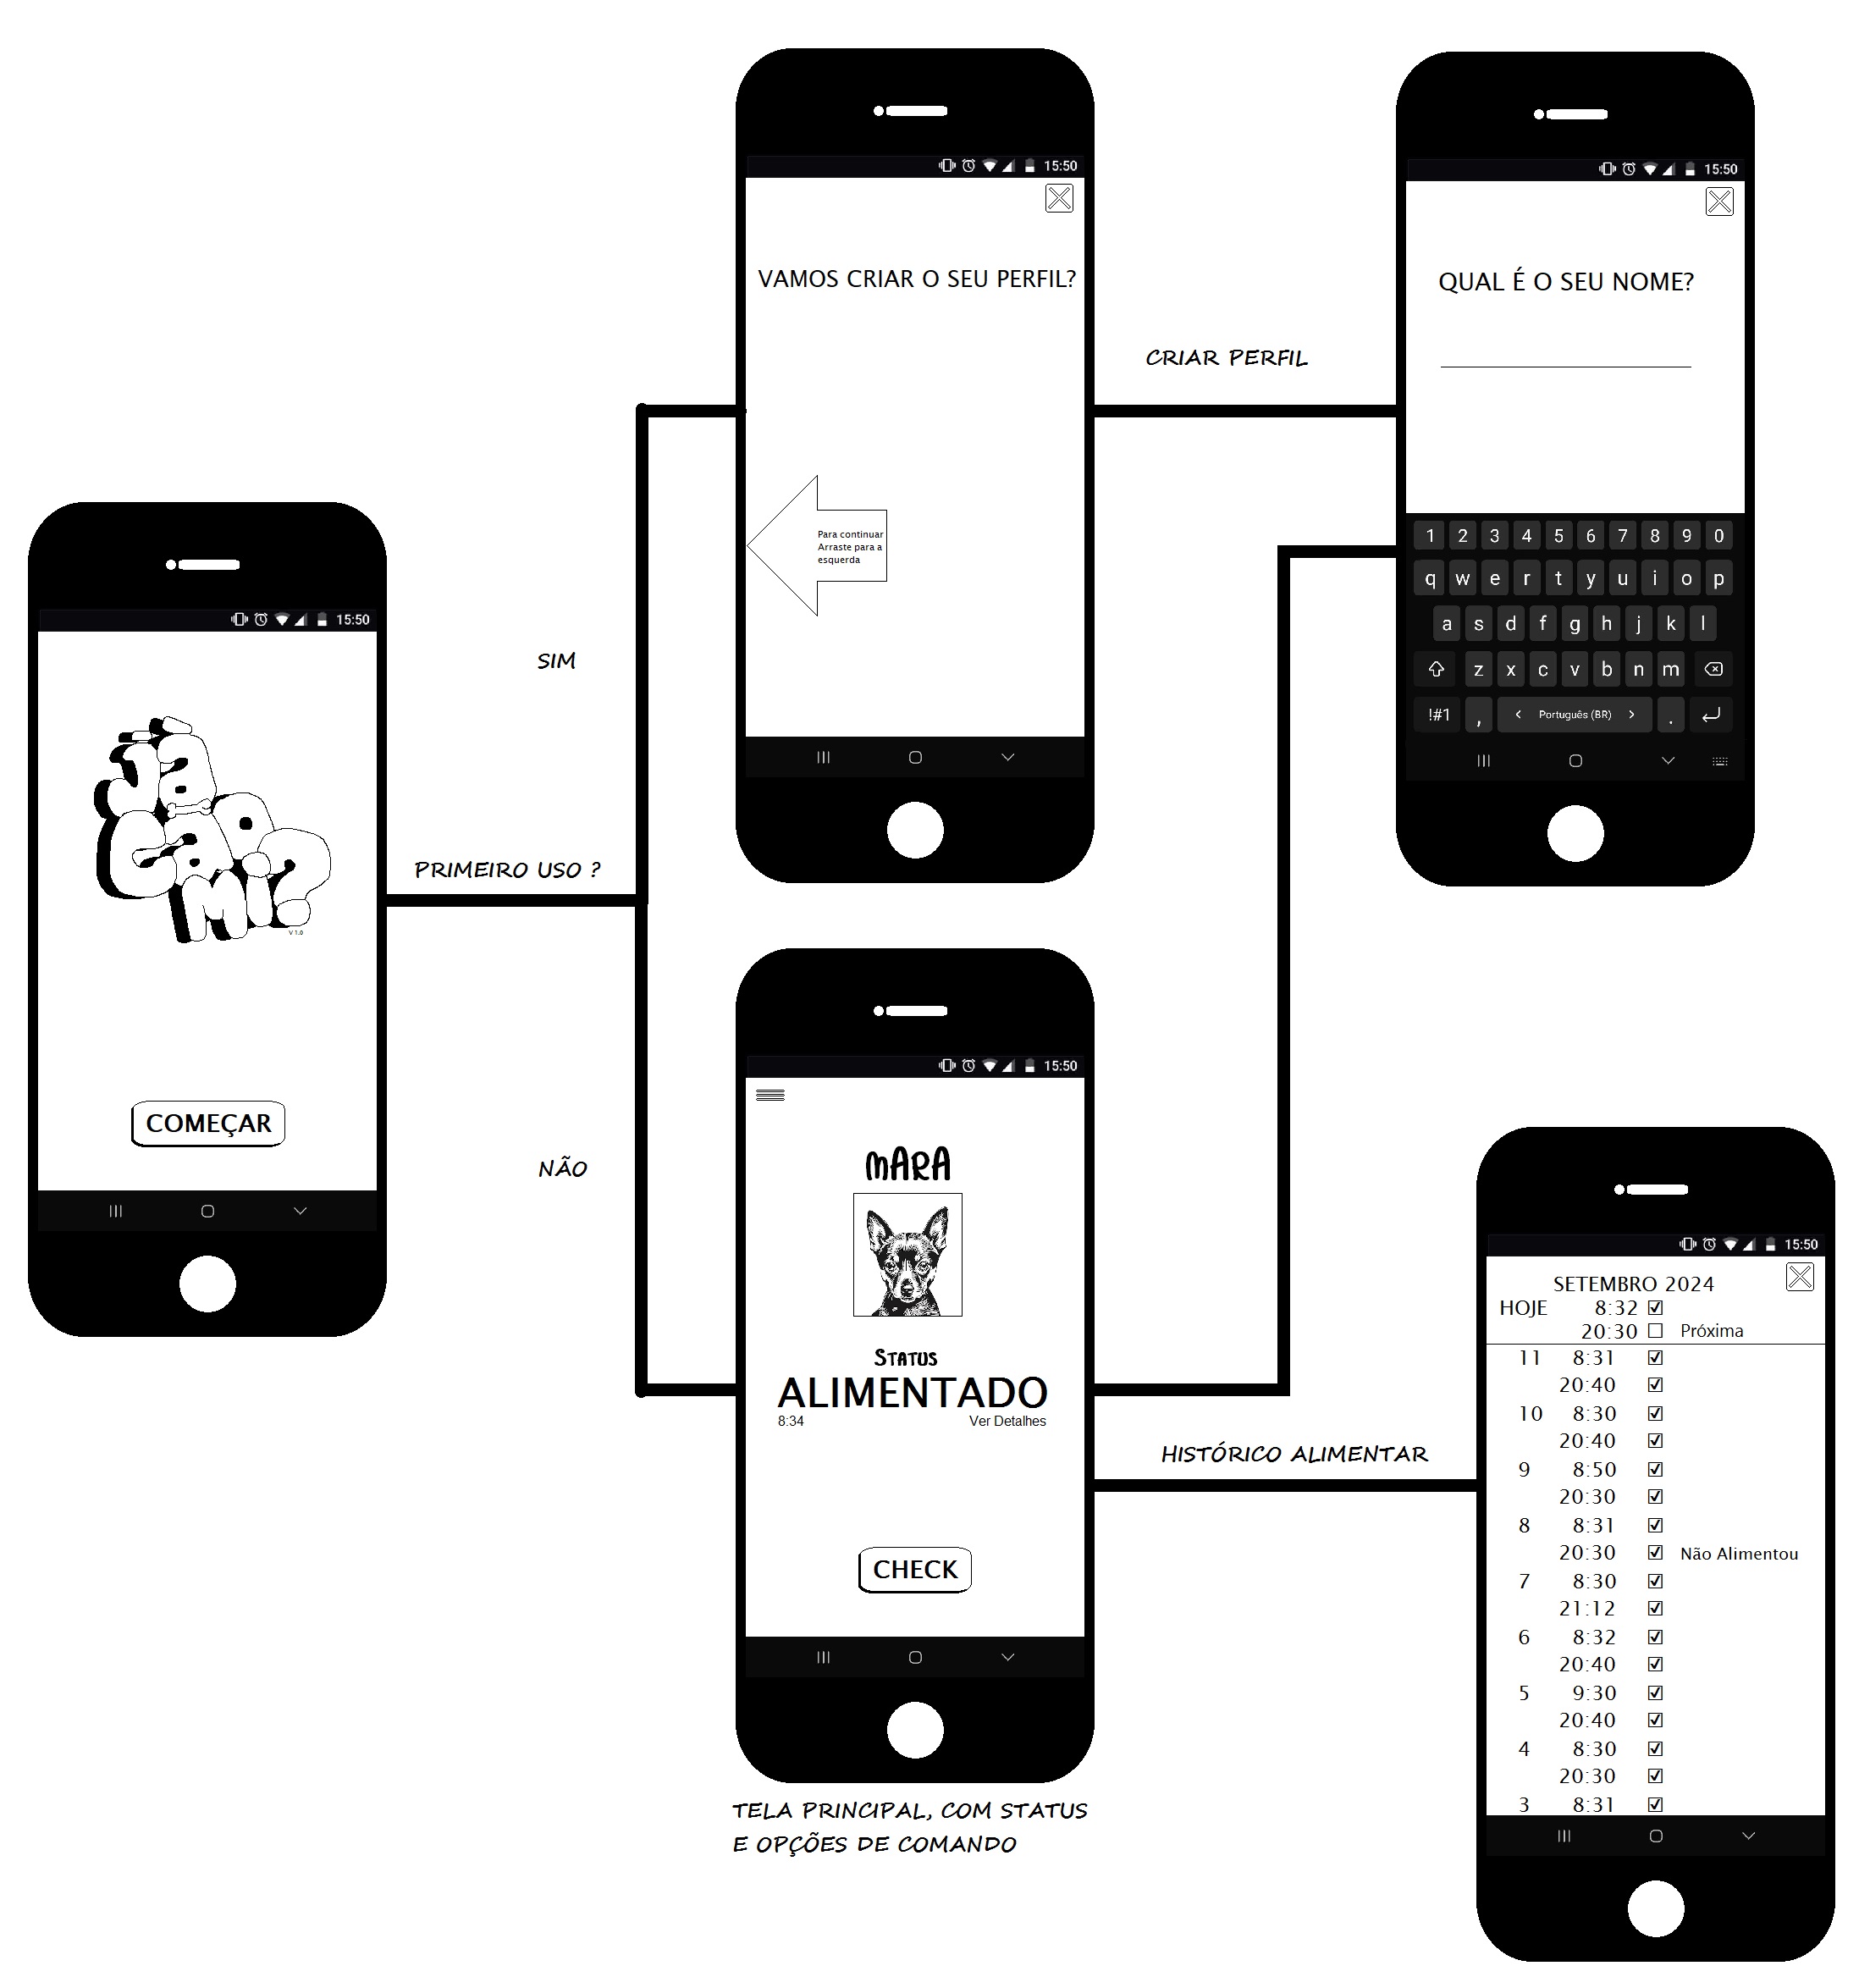 15:50
Já
Cao
Mi?
V 1.0
COMEÇAR
PRIMEIRO USO ?
SIM
NÃO
15:50
VAMOS CRIAR O SEU PERFIL?
Para continuar
Arraste para a
esquerda
CRIAR PERFIL
15:50
QUAL É O SEU NOME?
1 2 3 4 5 6 7 8 9 0
q w e r t y u i o p
a s d f g h j k l
z x c v b n m
!#1 , < Português (BR) > .
15:50
MARA
STATUS
ALIMENTADO
8:34 Ver Detalhes
CHECK
TELA PRINCIPAL, COM STATUS
E OPÇÕES DE COMANDO
HISTÓRICO ALIMENTAR
15:50
SETEMBRO 2024
HOJE 8:32 ☑
20:30 ☐ Próxima
11 8:31 ☑
20:40 ☑
10 8:30 ☑
20:40 ☑
9 8:50 ☑
20:30 ☑
8 8:31 ☑
20:30 ☑ Não Alimentou
7 8:30 ☑
21:12 ☑
6 8:32 ☑
20:40 ☑
5 9:30 ☑
20:40 ☑
4 8:30 ☑
20:30 ☑
3 8:31 ☑